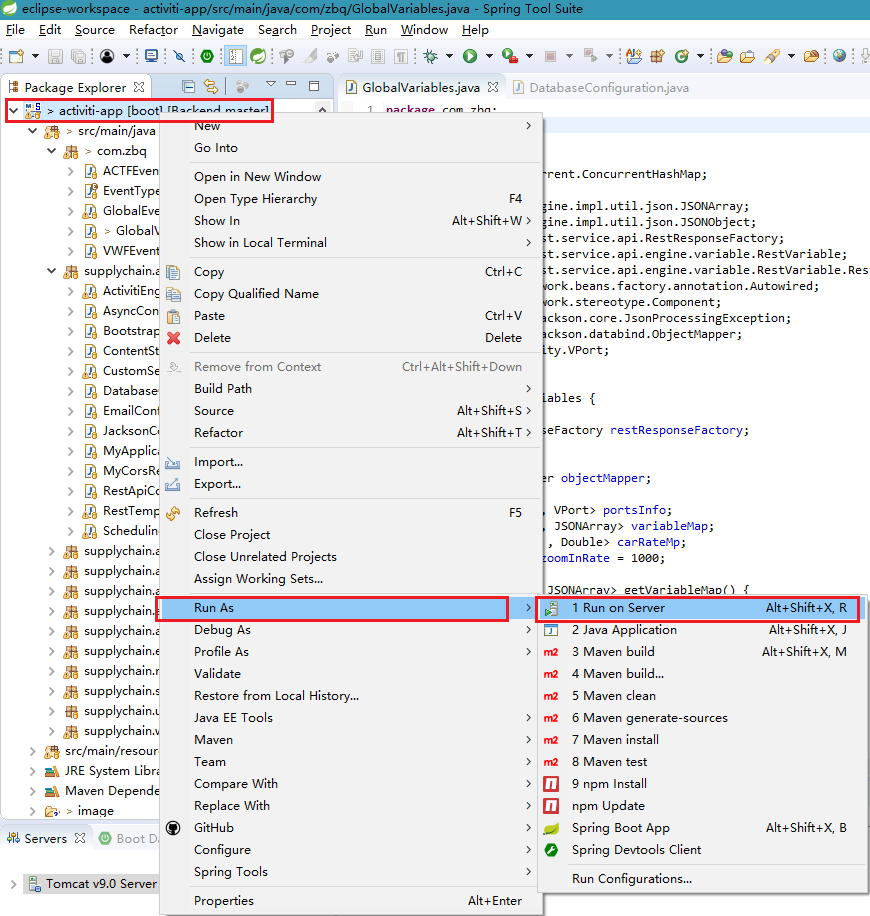 eclipse-workspace - activiti-app/src/main/java/com/zbq/GlobalVariables.java - Spring Tool Suite
File Edit Source Refactor Navigate Search Project Run Window Help
Package Explorer
GlobalVariables.java
DatabaseConfiguration.java
> activiti-app [boot] [Backend master]
1 package com.zbq;
> src/main/java
> com.zbq
ACTFEven
EventType
GlobalEve
> GlobalV
VWFEvent
supplychain.a
ActivitiEng
AsyncCon
Bootstrap
ContentSt
CustomSe
Database
EmailConf
JacksonCo
MyApplica
MyCorsRe
RestApiCo
RestTemp
Schedulin
supplychain.a
supplychain.a
supplychain.a
supplychain.a
supplychain.a
supplychain.e
supplychain.r
supplychain.s
supplychain.u
supplychain.w
src/main/resour
JRE System Libra
Maven Depende
> image
Servers
Boot Da
Tomcat v9.0 Server
New
Go Into
Open in New Window
Open Type Hierarchy F4
Show In Alt+Shift+W
Show in Local Terminal
Copy Ctrl+C
Copy Qualified Name
Paste Ctrl+V
Delete Delete
Remove from Context Ctrl+Alt+Shift+Down
Build Path
Source Alt+Shift+S
Refactor Alt+Shift+T
Import...
Export...
Refresh F5
Close Project
Close Unrelated Projects
Assign Working Sets...
Run As
Debug As
Profile As
Validate
Restore from Local History...
Java EE Tools
Maven
Team
Compare With
Replace With
GitHub
Configure
Spring Tools
Properties Alt+Enter
rrent.ConcurrentHashMap;
gine.impl.util.json.JSONArray;
gine.impl.util.json.JSONObject;
st.service.api.RestResponseFactory;
st.service.api.engine.variable.RestVariable;
st.service.api.engine.variable.RestVariable.Res
work.beans.factory.annotation.Autowired;
work.stereotype.Component;
ackson.core.JsonProcessingException;
ackson.databind.ObjectMapper;
ity.VPort;
iables {
seFactory restResponseFactory;
er objectMapper;
, VPort> portsInfo;
, JSONArray> variableMap;
, Double> carRateMp;
zoomInRate = 1000;
JSONArray> getVariableMap() {
1 Run on Server Alt+Shift+X, R
2 Java Application Alt+Shift+X, J
3 Maven build Alt+Shift+X, M
4 Maven build...
5 Maven clean
6 Maven generate-sources
7 Maven install
8 Maven test
9 npm Install
npm Update
Spring Boot App Alt+Shift+X, B
Spring Devtools Client
Run Configurations...